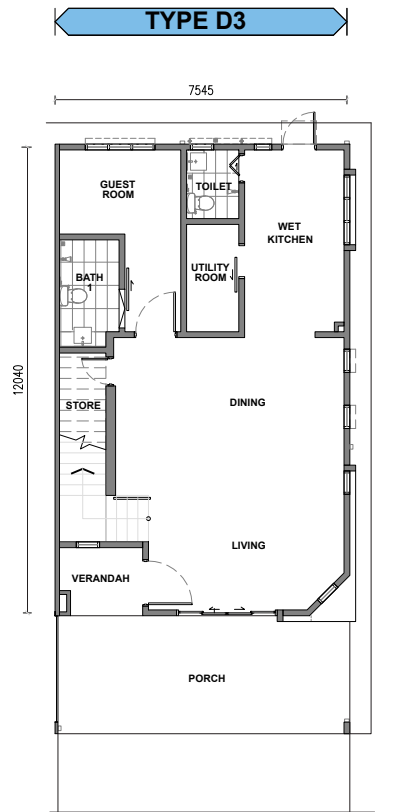 TYPE D3
7545
GUEST
ROOM
TOILET
WET
KITCHEN
UTILITY
ROOM
BATH
1
12040
STORE
DINING
LIVING
VERANDAH
PORCH